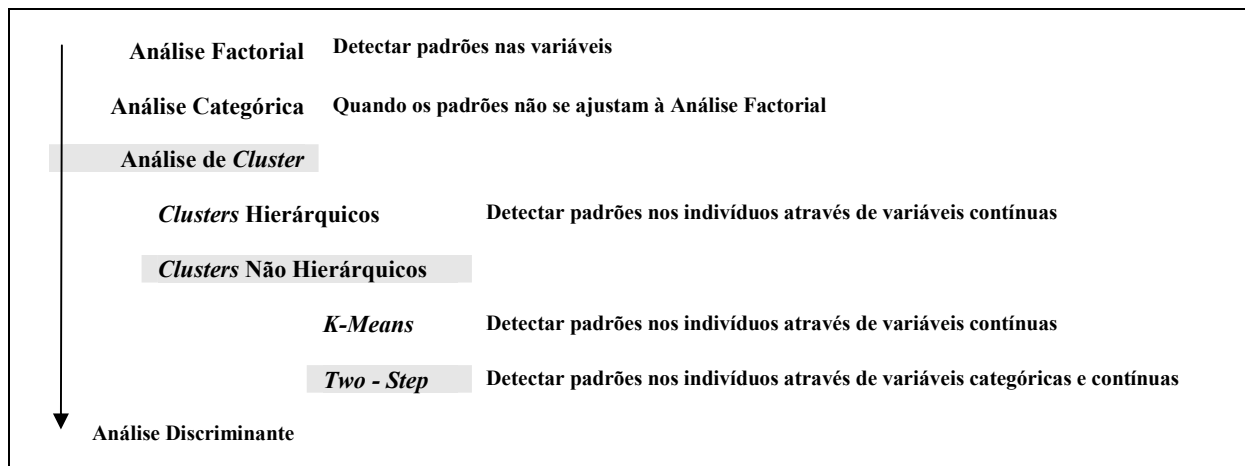 Análise Factorial Detectar padrões nas variáveis
Análise Categórica Quando os padrões não se ajustam à Análise Factorial
Análise de Cluster
Clusters Hierárquicos Detectar padrões nos indivíduos através de variáveis contínuas
Clusters Não Hierárquicos
K-Means Detectar padrões nos indivíduos através de variáveis contínuas
Two - Step Detectar padrões nos indivíduos através de variáveis categóricas e contínuas
Análise Discriminante